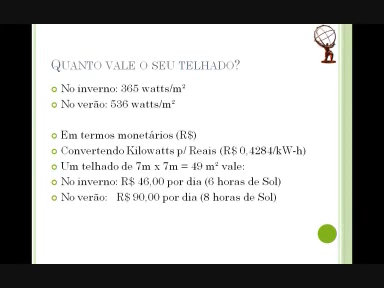 QUANTO VALE O SEU TELHADO?
No inverno: 365 watts/m²
No verão: 536 watts/m²
Em termos monetários (R$)
Convertendo Kilowatts p/ Reais (R$ 0,4284/kW-h)
Um telhado de 7m x 7m = 49 m² vale:
No inverno: R$ 46,00 por dia (6 horas de Sol)
No verão: R$ 90,00 por dia (8 horas de Sol)